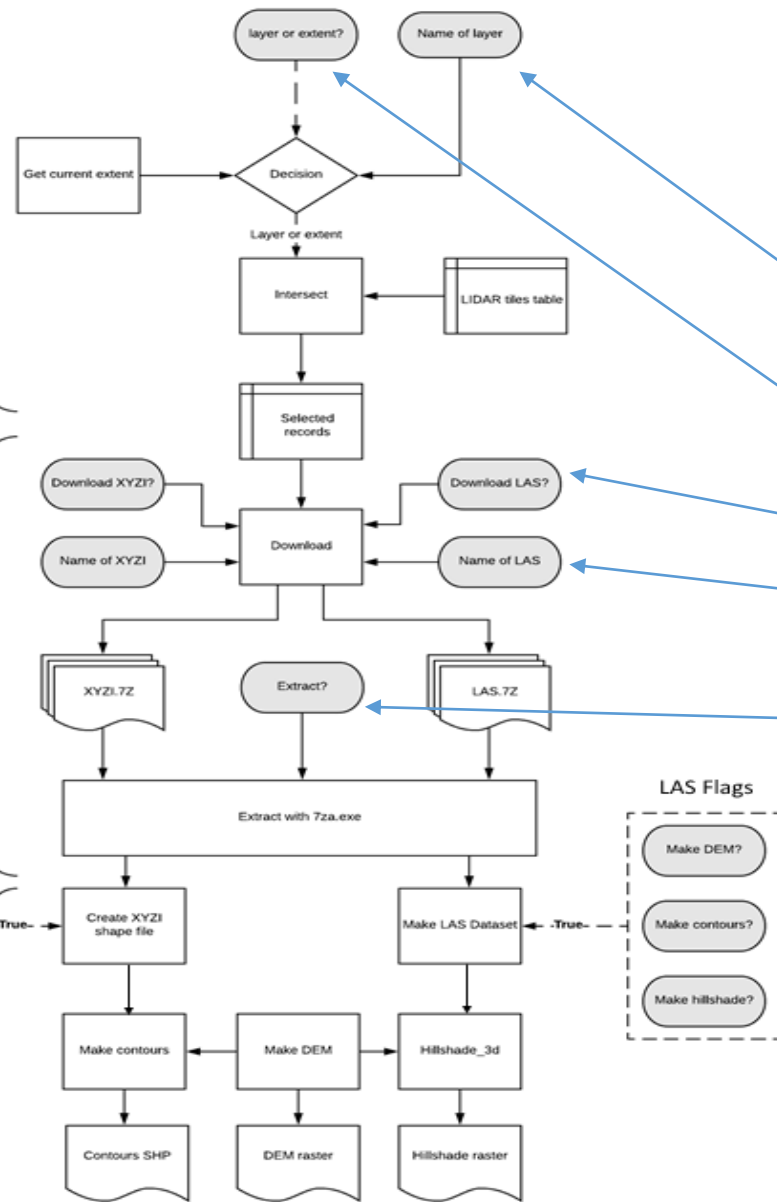 layer or extent?
Name of layer
Get current extent
Decision
Layer or extent
Intersect
LIDAR tiles table
Selected
records
Download XYZI?
Download LAS?
Download
Name of XYZI
Name of LAS
XYZI.7Z
Extract?
LAS.7Z
LAS Flags
Extract with 7za.exe
Make DEM?
True
Create XYZI
shape file
Make LAS Dataset
True
Make contours?
Make hillshade?
Make contours
Make DEM
Hillshade_3d
Contours SHP
DEM raster
Hillshade raster